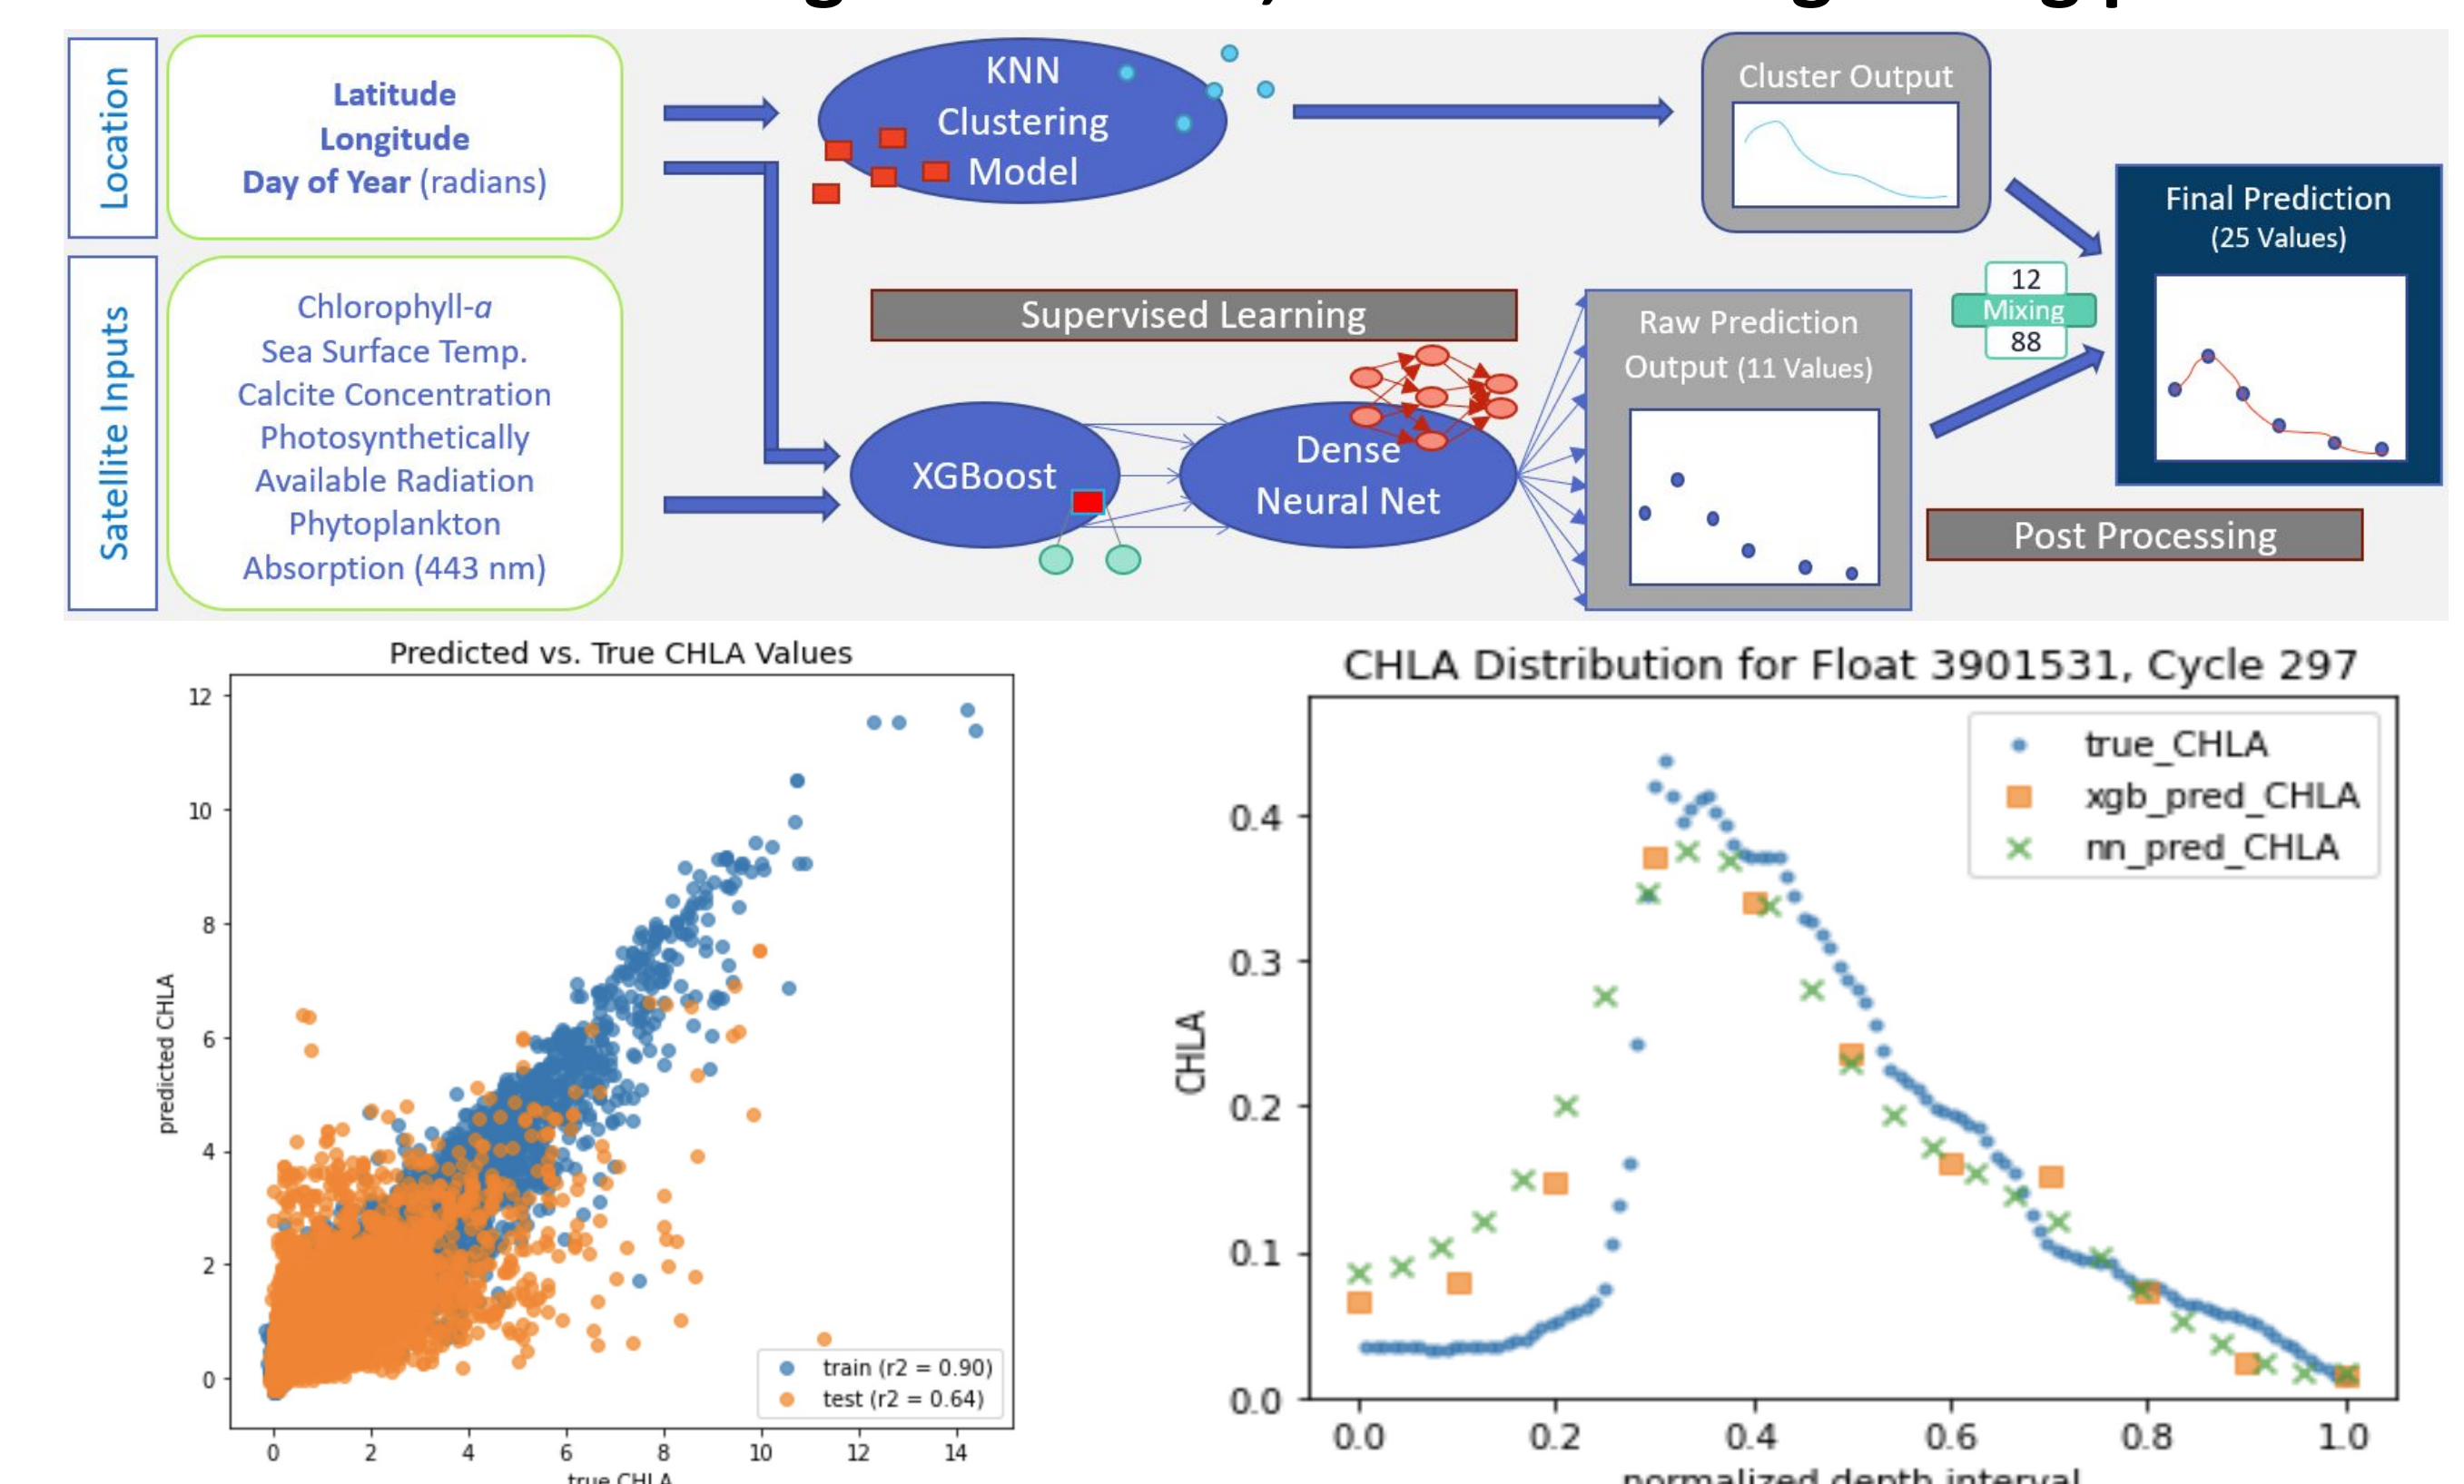 Location
Latitude
Longitude
Day of Year (radians)
KNN
Clustering
Model
Cluster Output
Final Prediction
(25 Values)
12
Mixing
88
Satellite Inputs
Chlorophyll-a
Sea Surface Temp.
Calcite Concentration
Photosynthetically
Available Radiation
Phytoplankton
Absorption (443 nm)
Supervised Learning
XGBoost
Dense
Neural Net
Raw Prediction
Output (11 Values)
Post Processing
Predicted vs. True CHLA Values
12
10
8
6
4
2
0
predicted CHLA
train (r2 = 0.90)
test (r2 = 0.64)
0 2 4 6 8 10 12 14
true CHLA
CHLA Distribution for Float 3901531, Cycle 297
true_CHLA
xgb_pred_CHLA
nn_pred_CHLA
0.4
0.3
0.2
0.1
0.0
CHLA
0.0 0.2 0.4 0.6 0.8 1.0
normalized depth interval